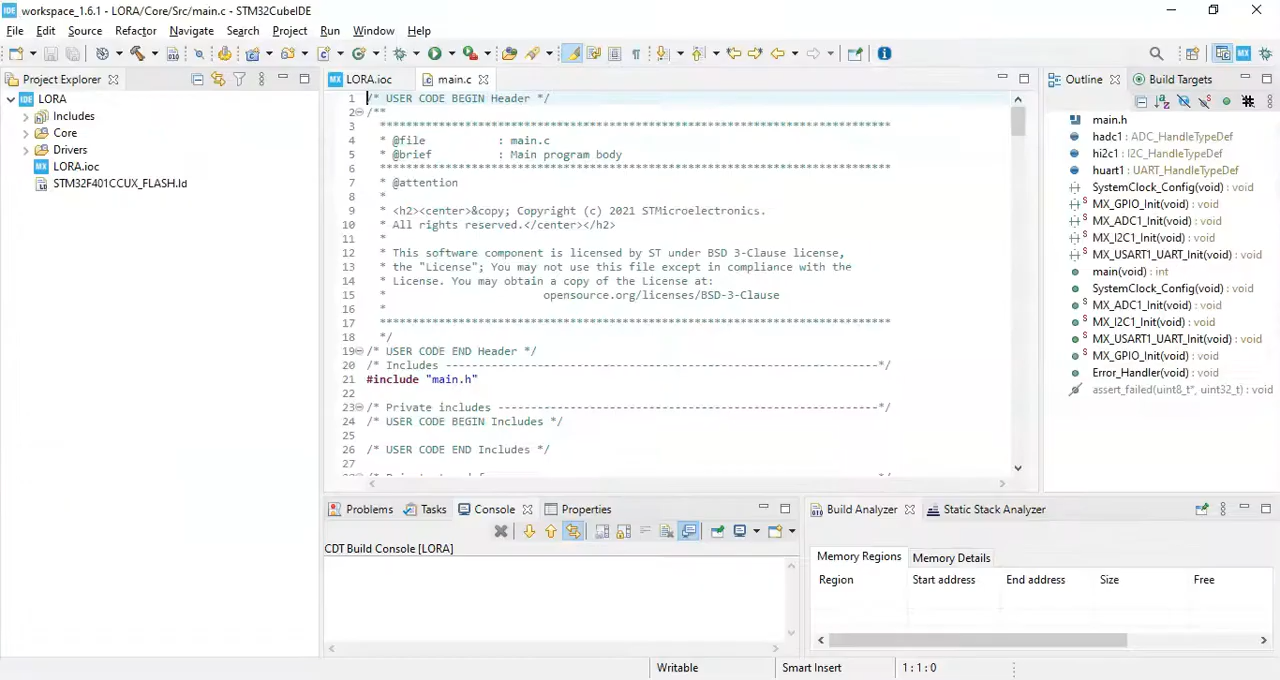 IDE workspace_1.6.1 - LORA/Core/Src/main.c - STM32CubeIDE
File Edit Source Refactor Navigate Search Project Run Window Help
Project Explorer
IDE LORA
Includes
Core
Drivers
MX LORA.ioc
STM32F401CCUX_FLASH.ld
MX LORA.ioc main.c
1 /* USER CODE BEGIN Header */
2 /**
3 ******************************************************************************
4 * @file : main.c
5 * @brief : Main program body
6 ******************************************************************************
7 * @attention
8 *
9 * <h2><center>&copy; Copyright (c) 2021 STMicroelectronics.
10 * All rights reserved.</center></h2>
11 *
12 * This software component is licensed by ST under BSD 3-Clause license,
13 * the "License"; You may not use this file except in compliance with the
14 * License. You may obtain a copy of the License at:
15 * opensource.org/licenses/BSD-3-Clause
16 *
17 ******************************************************************************
18 */
19 /* USER CODE END Header */
20 /* Includes ------------------------------------------------------------------*/
21 #include "main.h"
22
23 /* Private includes ----------------------------------------------------------*/
24 /* USER CODE BEGIN Includes */
25
26 /* USER CODE END Includes */
27
Outline Build Targets
main.h
hadc1 : ADC_HandleTypeDef
hi2c1 : I2C_HandleTypeDef
huart1 : UART_HandleTypeDef
SystemClock_Config(void) : void
MX_GPIO_Init(void) : void
MX_ADC1_Init(void) : void
MX_I2C1_Init(void) : void
MX_USART1_UART_Init(void) : void
main(void) : int
SystemClock_Config(void) : void
MX_ADC1_Init(void) : void
MX_I2C1_Init(void) : void
MX_USART1_UART_Init(void) : void
MX_GPIO_Init(void) : void
Error_Handler(void) : void
assert_failed(uint8_t*, uint32_t) : void
Problems Tasks Console Properties
CDT Build Console [LORA]
Build Analyzer Static Stack Analyzer
Memory Regions Memory Details
Region Start address End address Size Free
Writable Smart Insert 1 : 1 : 0